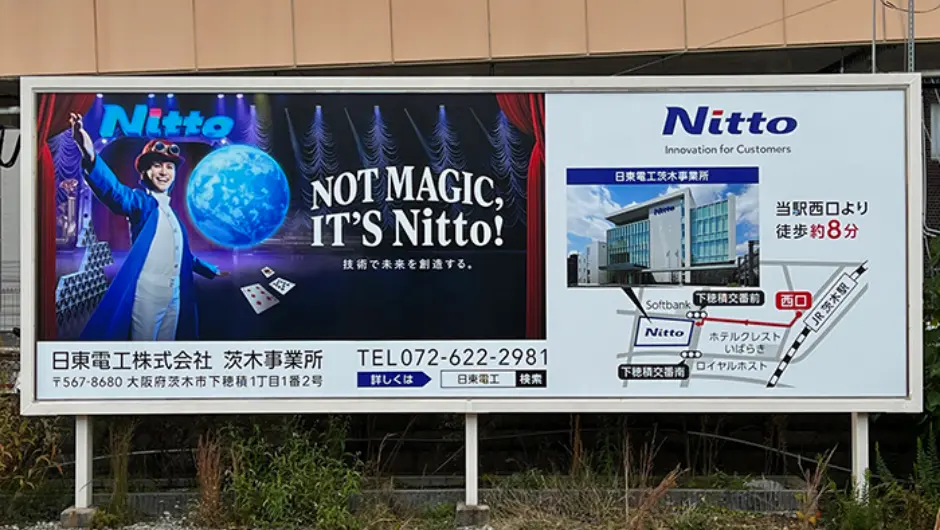 Nitto
NOT MAGIC,
IT'S Nitto!
技術で未来を創造する。
日東電工株式会社 茨木事業所
〒567-8680 大阪府茨木市下穂積1丁目1番2号
TEL072-622-2981
詳しくは
日東電工 検索
Nitto
Innovation for Customers
日東電工茨木事業所
Nitto
当駅西口より
徒歩約8分
Softbank
下穂積交番前
西口
JR茨木駅
Nitto
ホテルクレスト
いばらき
ロイヤルホスト
下穂積交番南